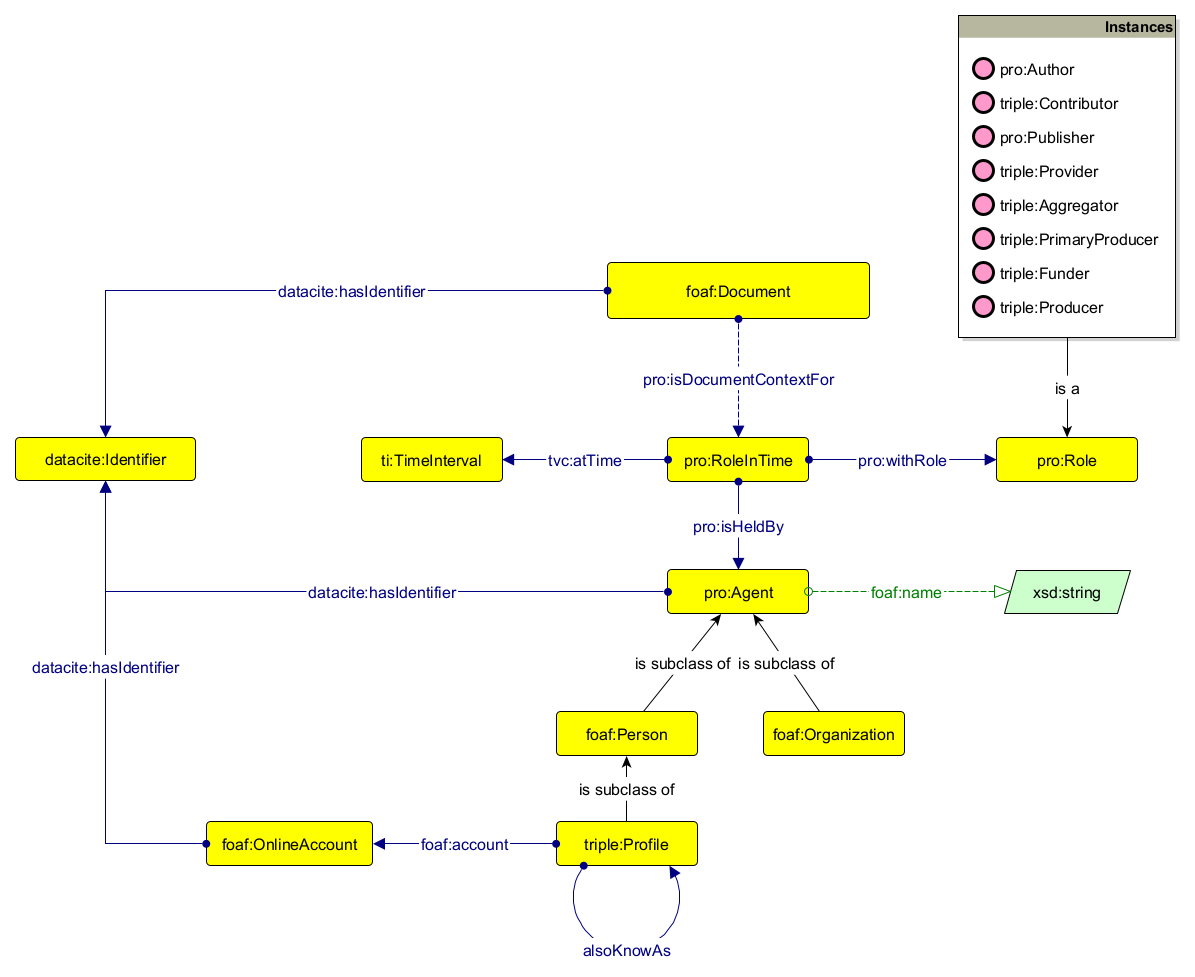 Instances
pro:Author
triple:Contributor
pro:Publisher
triple:Provider
triple:Aggregator
triple:PrimaryProducer
triple:Funder
triple:Producer
datacite:hasIdentifier
foaf:Document
pro:isDocumentContextFor
is a
datacite:Identifier
ti:TimeInterval
tvc:atTime
pro:RoleInTime
pro:withRole
pro:Role
pro:isHeldBy
datacite:hasIdentifier
pro:Agent
foaf:name
xsd:string
datacite:hasIdentifier
is subclass of
is subclass of
foaf:Person
foaf:Organization
is subclass of
foaf:OnlineAccount
foaf:account
triple:Profile
alsoKnowAs